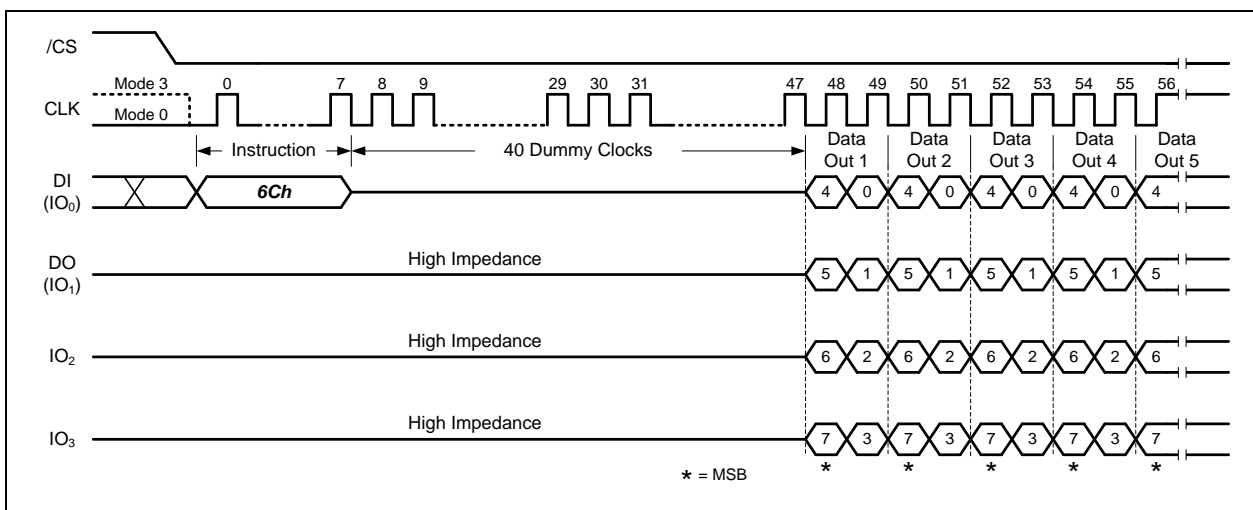 /CS
Mode 3
0 7 8 9 29 30 31 47 48 49 50 51 52 53 54 55 56
CLK
Mode 0
Instruction
40 Dummy Clocks
Data Out 1
Data Out 2
Data Out 3
Data Out 4
Data Out 5
DI
(IO₀)
6Ch
4 0 4 0 4 0 4 0 4
DO
(IO₁)
High Impedance
5 1 5 1 5 1 5 1 5
IO₂
High Impedance
6 2 6 2 6 2 6 2 6
IO₃
High Impedance
7 3 7 3 7 3 7 3 7
* * * * *
* = MSB